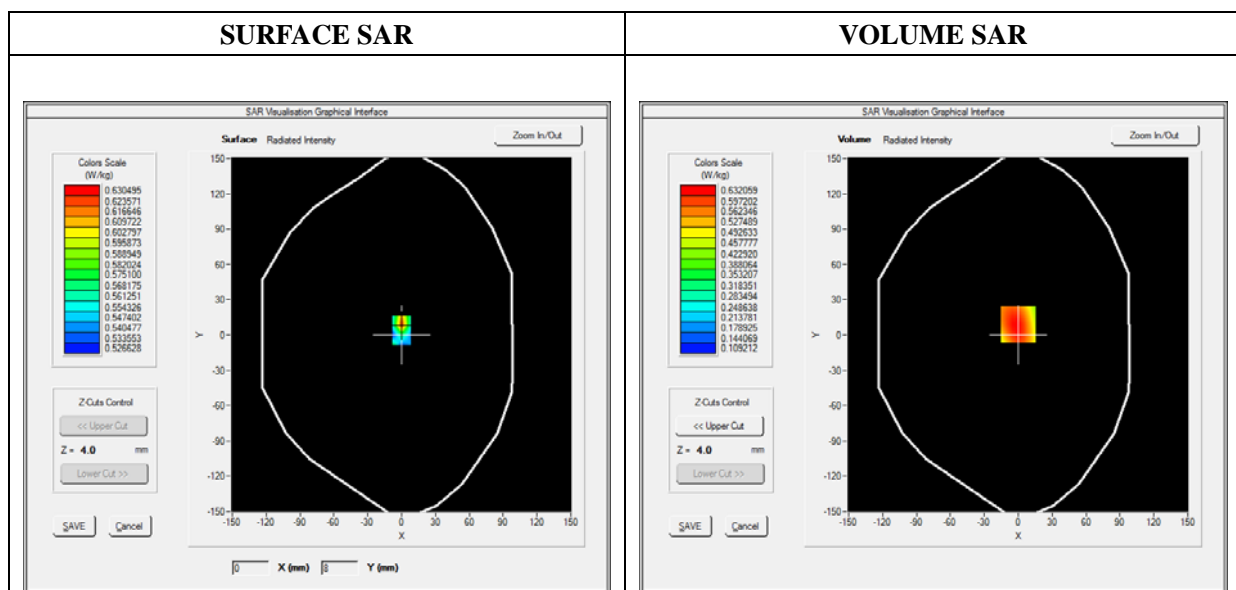 SURFACE SAR
VOLUME SAR
SAR Visualisation Graphical Interface
Surface Radiated Intensity
Zoom In/Out
Colors Scale
(W/kg)
0.630495
0.623571
0.616646
0.609722
0.602797
0.595873
0.588949
0.582024
0.575100
0.568175
0.561251
0.554326
0.547402
0.540477
0.533553
0.526628
Z-Cuts Control
<< Upper Cut
Z = 4.0 mm
Lower Cut >>
SAVE Cancel
150
120
90
60
30
0
-30
-60
-90
-120
-150
Y
-150 -120 -90 -60 -30 0 30 60 90 120 150
X
0 X (mm) 8 Y (mm)
SAR Visualisation Graphical Interface
Volume Radiated Intensity
Zoom In/Out
Colors Scale
(W/kg)
0.632059
0.597202
0.562346
0.527489
0.492633
0.457777
0.422920
0.388064
0.353207
0.318351
0.283494
0.248638
0.213781
0.178925
0.144069
0.109212
Z-Cuts Control
<< Upper Cut
Z = 4.0 mm
Lower Cut >>
SAVE Cancel
150
120
90
60
30
0
-30
-60
-90
-120
-150
Y
-150 -120 -90 -60 -30 0 30 60 90 120 150
X